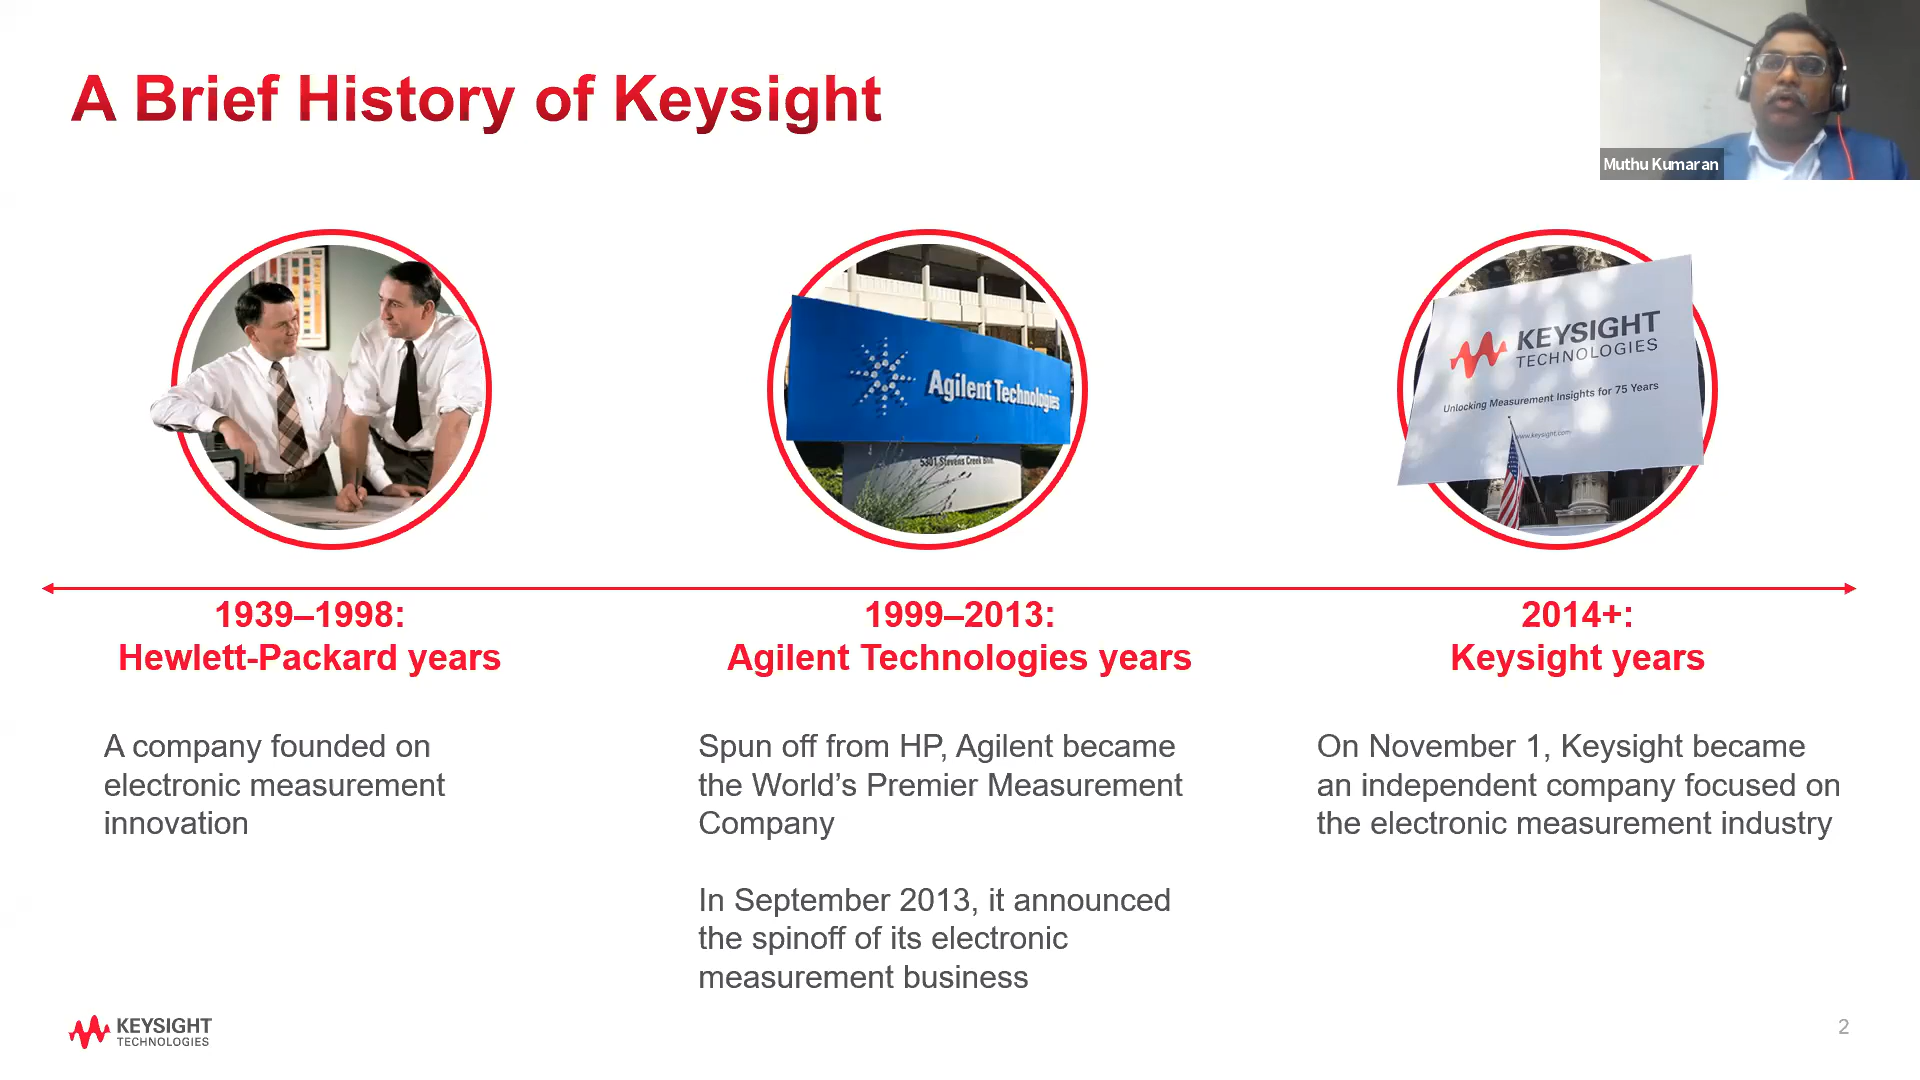 A Brief History of Keysight
Muthu Kumaran
Agilent Technologies
5301 Stevens Creek Blvd.
KEYSIGHT
TECHNOLOGIES
Unlocking Measurement Insights for 75 Years
www.keysight.com
1939–1998:
Hewlett-Packard years
A company founded on
electronic measurement
innovation
1999–2013:
Agilent Technologies years
Spun off from HP, Agilent became
the World’s Premier Measurement
Company
In September 2013, it announced
the spinoff of its electronic
measurement business
2014+:
Keysight years
On November 1, Keysight became
an independent company focused on
the electronic measurement industry
KEYSIGHT
TECHNOLOGIES
2